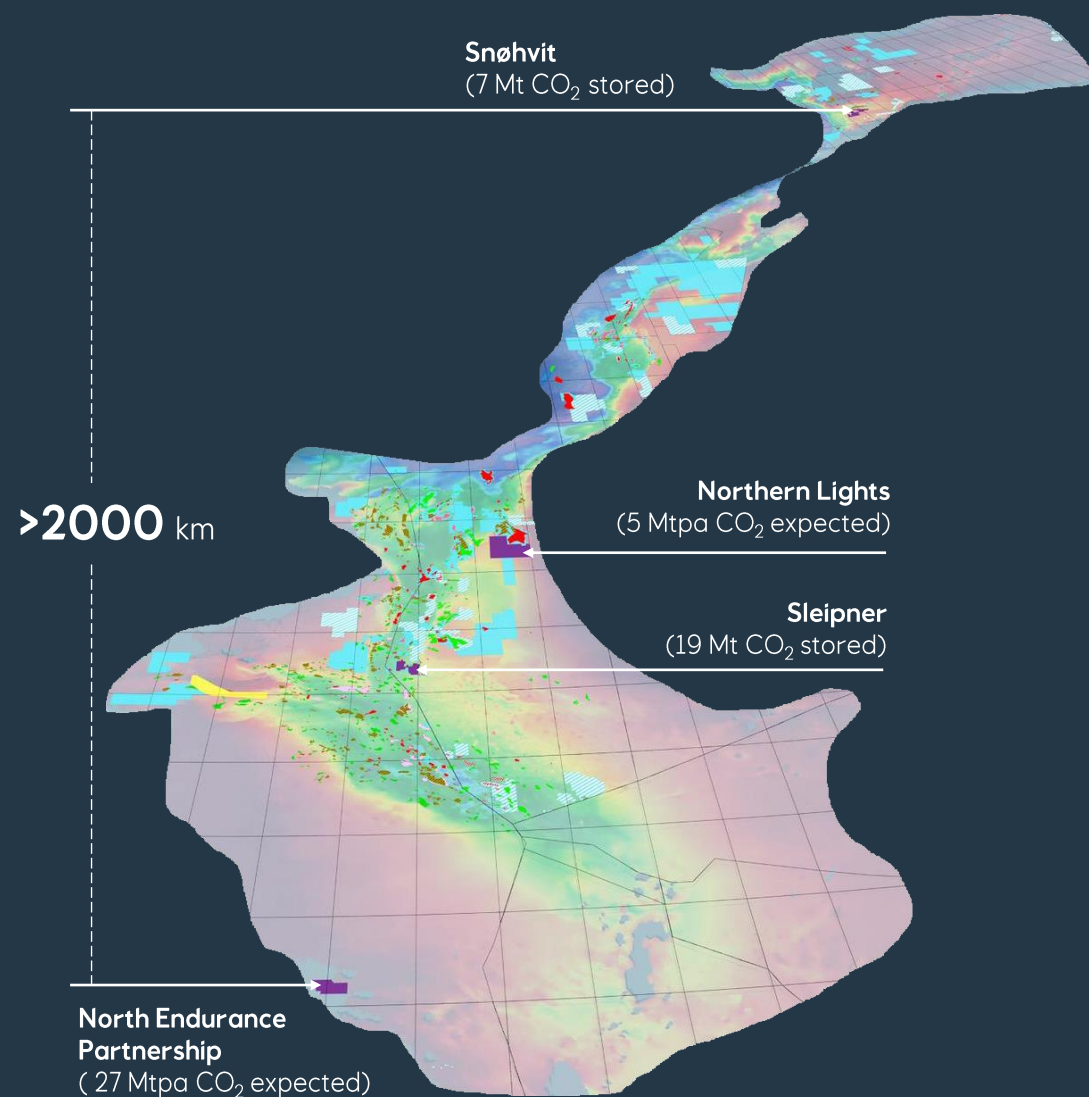 Snøhvit
(7 Mt CO₂ stored)
Northern Lights
(5 Mtpa CO₂ expected)
>2000 km
Sleipner
(19 Mt CO₂ stored)
North Endurance
Partnership
( 27 Mtpa CO₂ expected)